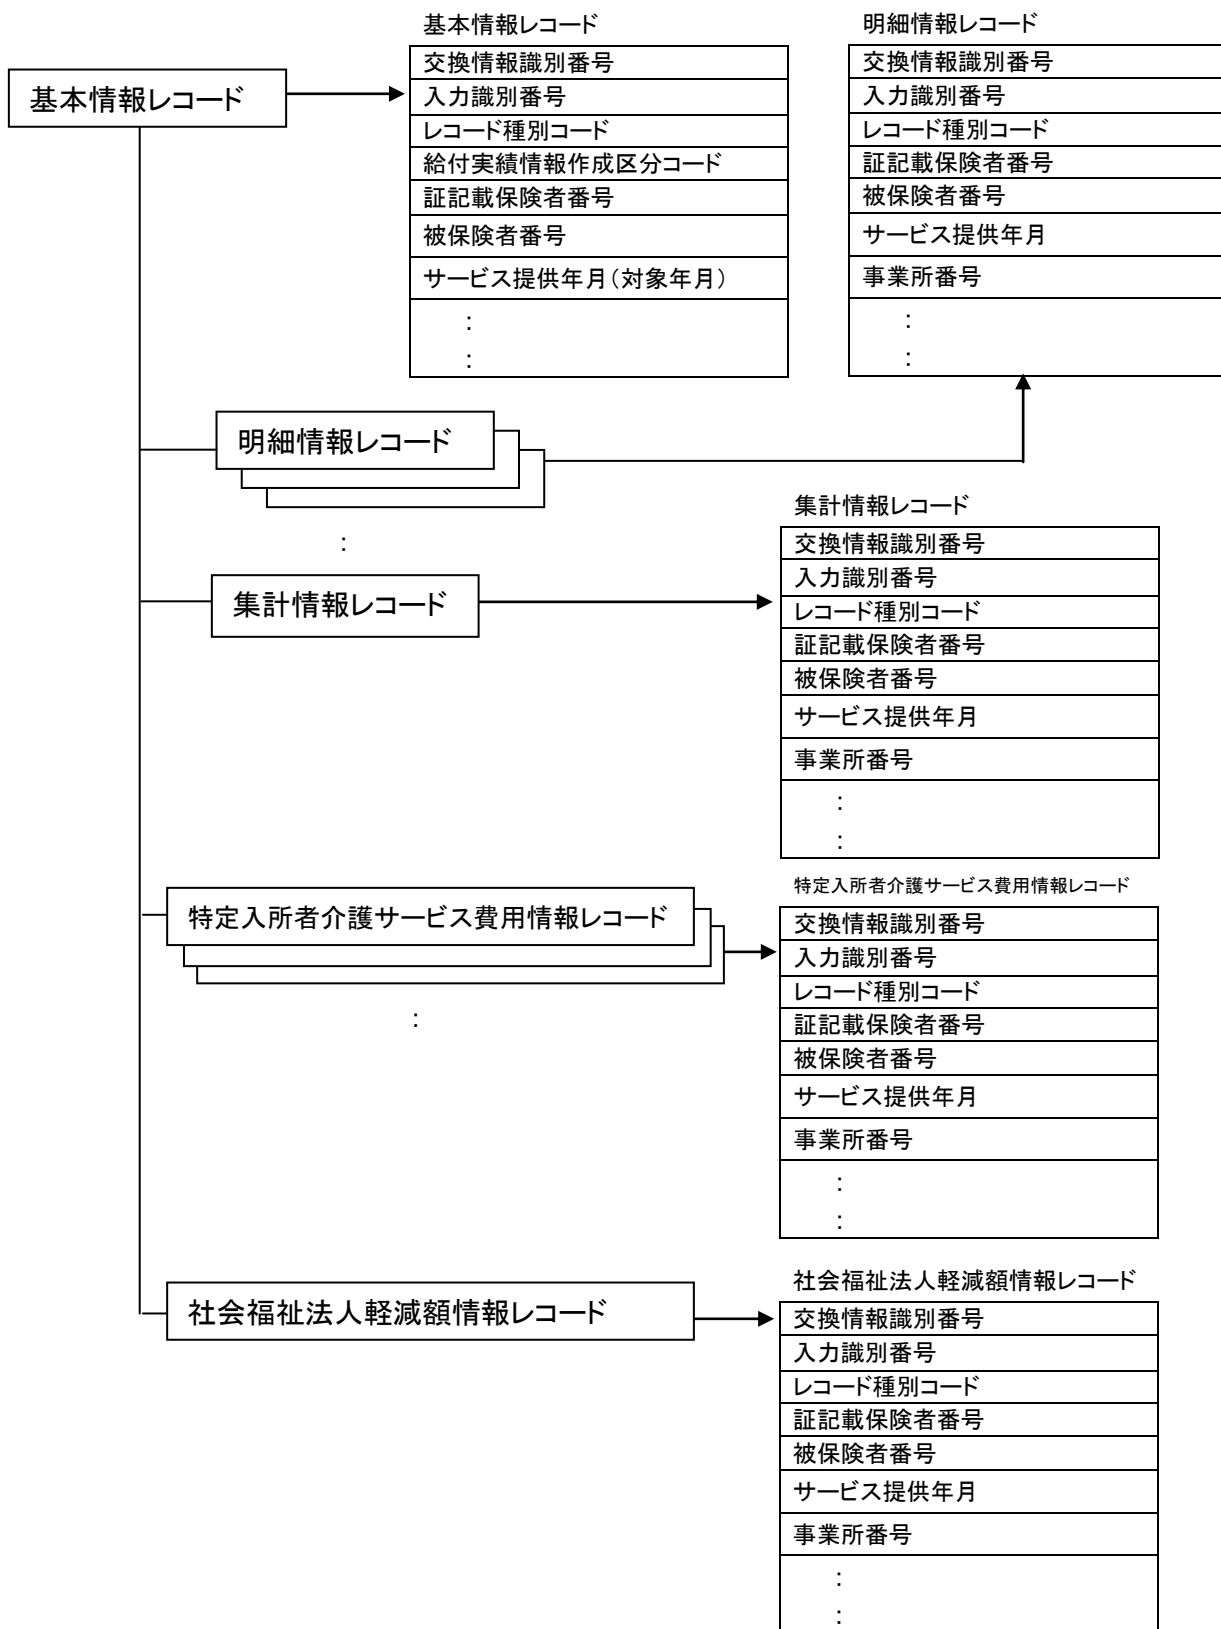 基本情報レコード
基本情報レコード
交換情報識別番号
入力識別番号
レコード種別コード
給付実績情報作成区分コード
証記載保険者番号
被保険者番号
サービス提供年月(対象年月)
:
:
明細情報レコード
交換情報識別番号
入力識別番号
レコード種別コード
証記載保険者番号
被保険者番号
サービス提供年月
事業所番号
:
:
明細情報レコード
:
集計情報レコード
集計情報レコード
交換情報識別番号
入力識別番号
レコード種別コード
証記載保険者番号
被保険者番号
サービス提供年月
事業所番号
:
:
特定入所者介護サービス費用情報レコード
:
特定入所者介護サービス費用情報レコード
交換情報識別番号
入力識別番号
レコード種別コード
証記載保険者番号
被保険者番号
サービス提供年月
事業所番号
:
:
社会福祉法人軽減額情報レコード
社会福祉法人軽減額情報レコード
交換情報識別番号
入力識別番号
レコード種別コード
証記載保険者番号
被保険者番号
サービス提供年月
事業所番号
:
: